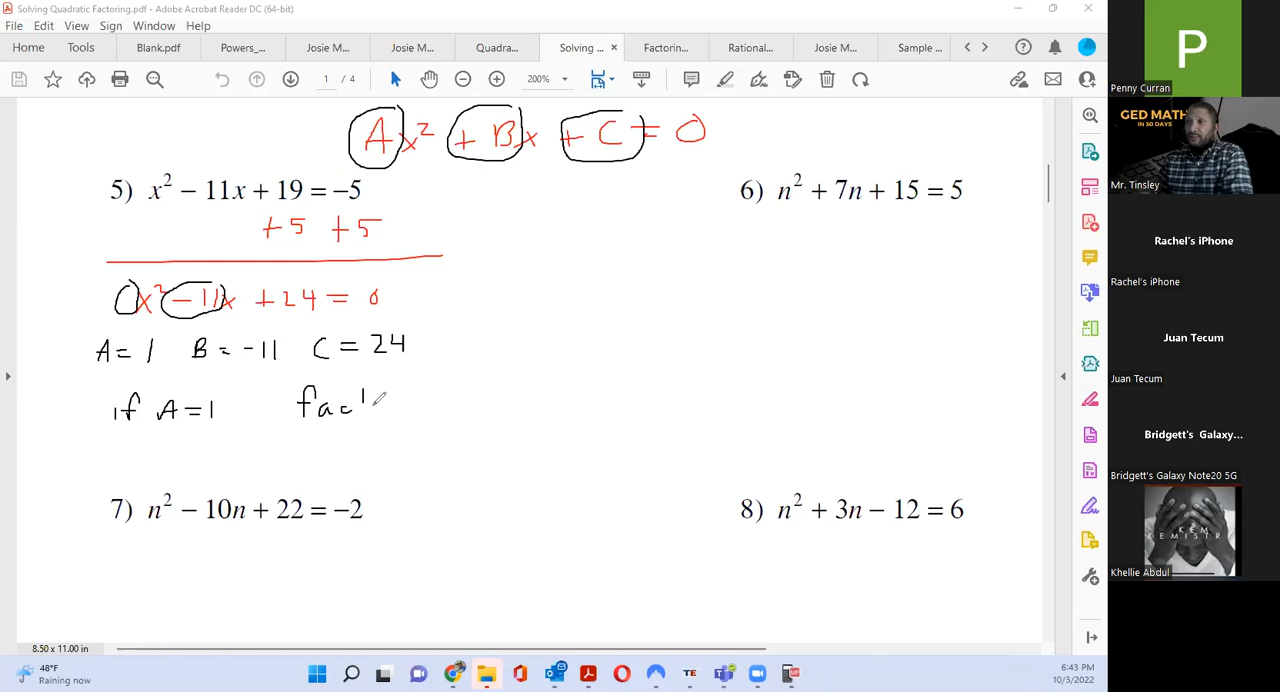 Solving Quadratic Factoring.pdf - Adobe Acrobat Reader DC (64-bit)
File Edit View Sign Window Help
Home Tools Blank.pdf Powers_... Josie M... Josie M... Quadra... Solving ... × Factorin... Rational... Josie M... Sample ...
1 / 4 200%
Ax² + Bx + C = 0
5) x² − 11x + 19 = −5
+5 +5
x² − 11x + 24 = 0
A = 1 B = -11 C = 24
if A = 1 fac
6) n² + 7n + 15 = 5
7) n² − 10n + 22 = −2
8) n² + 3n − 12 = 6
8.50 x 11.00 in
P
Penny Curran
GED MATH
IN 30 DAYS
Mr. Tinsley
Rachel's iPhone
Rachel's iPhone
Juan Tecum
Juan Tecum
Bridgett's Galaxy...
Bridgett's Galaxy Note20 5G
KEM
Khellie Abdul
48°F
Raining now
TE
6:43 PM
10/3/2022